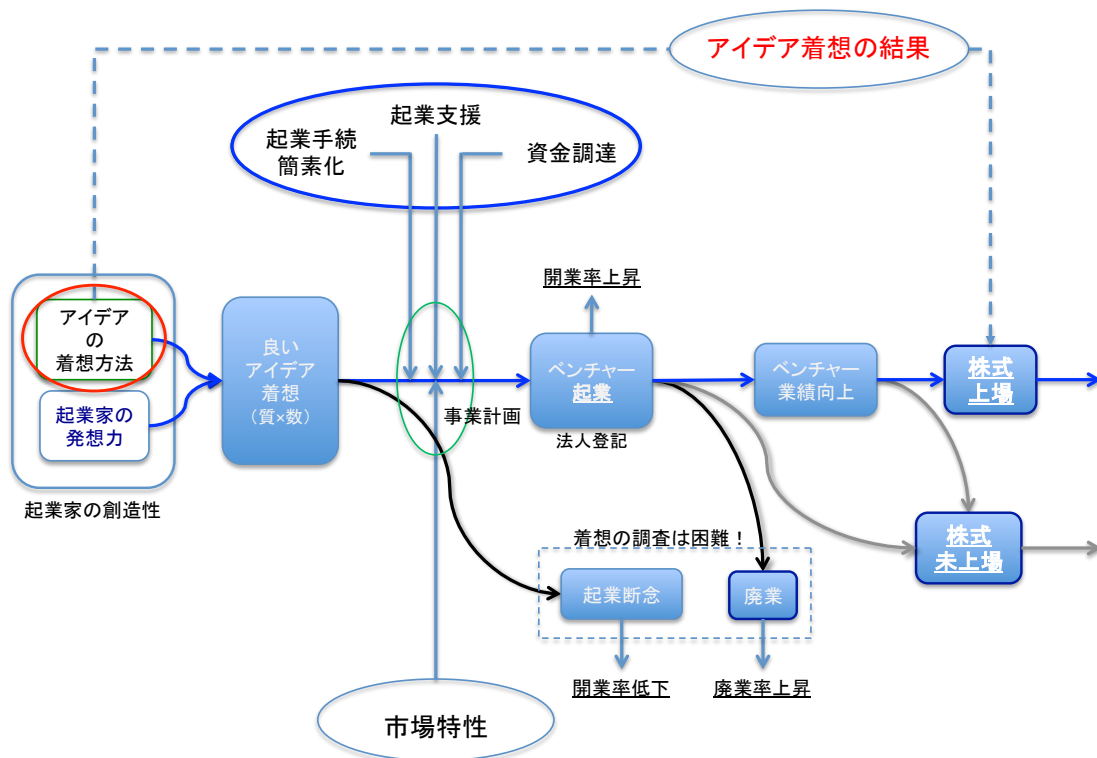 アイデア着想の結果
起業支援
起業手続
簡素化
資金調達
開業率上昇
アイデア
の
着想方法
起業家の
発想力
起業家の創造性
良い
アイデア
着想
(質×数)
事業計画
ベンチャー
起業
法人登記
ベンチャー
業績向上
株式
上場
株式
未上場
着想の調査は困難！
起業断念
廃業
開業率低下
廃業率上昇
市場特性